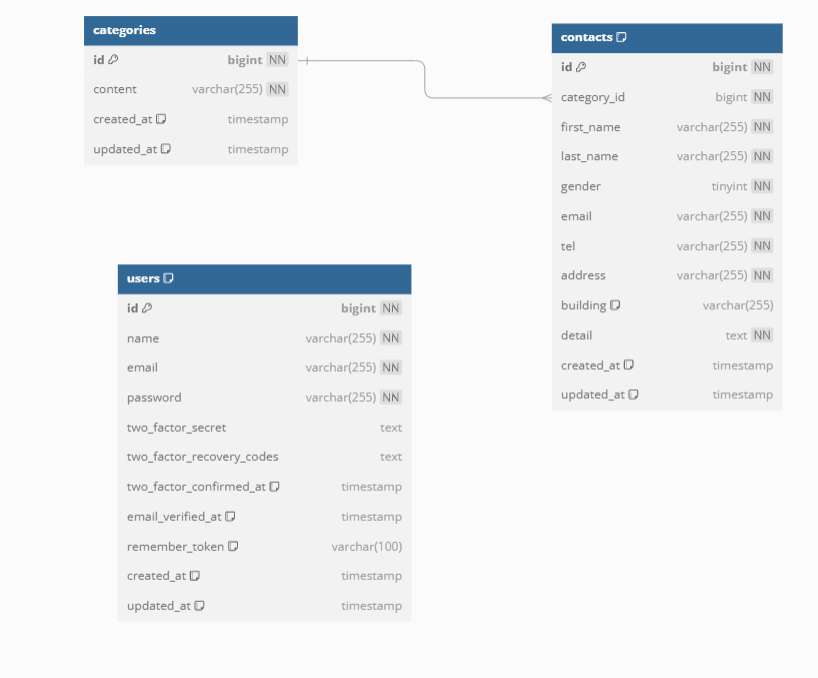 categories
id bigint NN
content varchar(255) NN
created_at timestamp
updated_at timestamp
contacts
id bigint NN
category_id bigint NN
first_name varchar(255) NN
last_name varchar(255) NN
gender tinyint NN
email varchar(255) NN
tel varchar(255) NN
address varchar(255) NN
building varchar(255)
detail text NN
created_at timestamp
updated_at timestamp
users
id bigint NN
name varchar(255) NN
email varchar(255) NN
password varchar(255) NN
two_factor_secret text
two_factor_recovery_codes text
two_factor_confirmed_at timestamp
email_verified_at timestamp
remember_token varchar(100)
created_at timestamp
updated_at timestamp